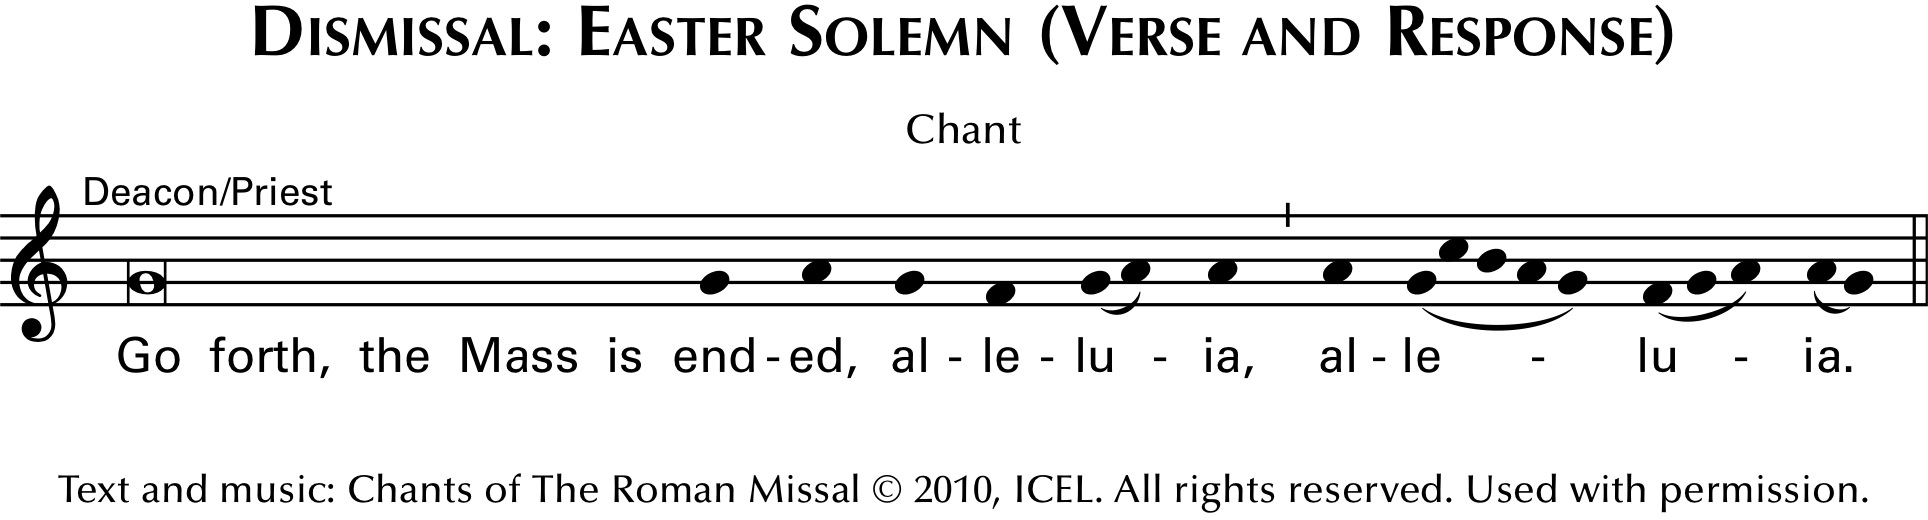 Dismissal: Easter Solemn (Verse and Response)
Chant
Deacon/Priest
Go forth, the Mass is end - ed, al - le - lu - ia, al - le - lu - ia.
Text and music: Chants of The Roman Missal © 2010, ICEL. All rights reserved. Used with permission.